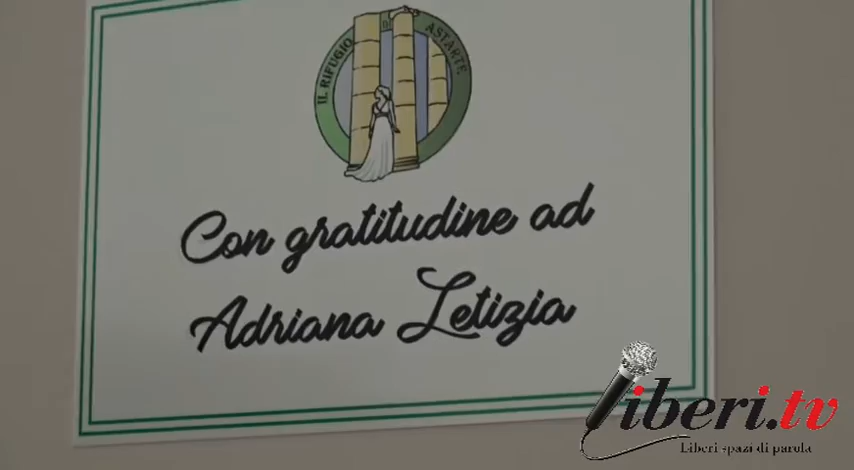 IL RIFUGIO DI ASTARTE
Con gratitudine ad
Adriana Letizia
liberi.tv
Liberi spazi di parola